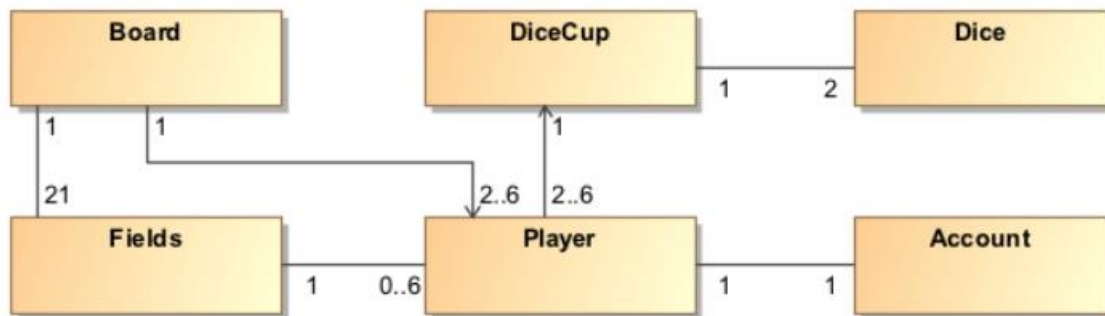 Board
DiceCup
Dice
1
1
1
1
2
21
2..6
2..6
Fields
Player
Account
1
0..6
1
1